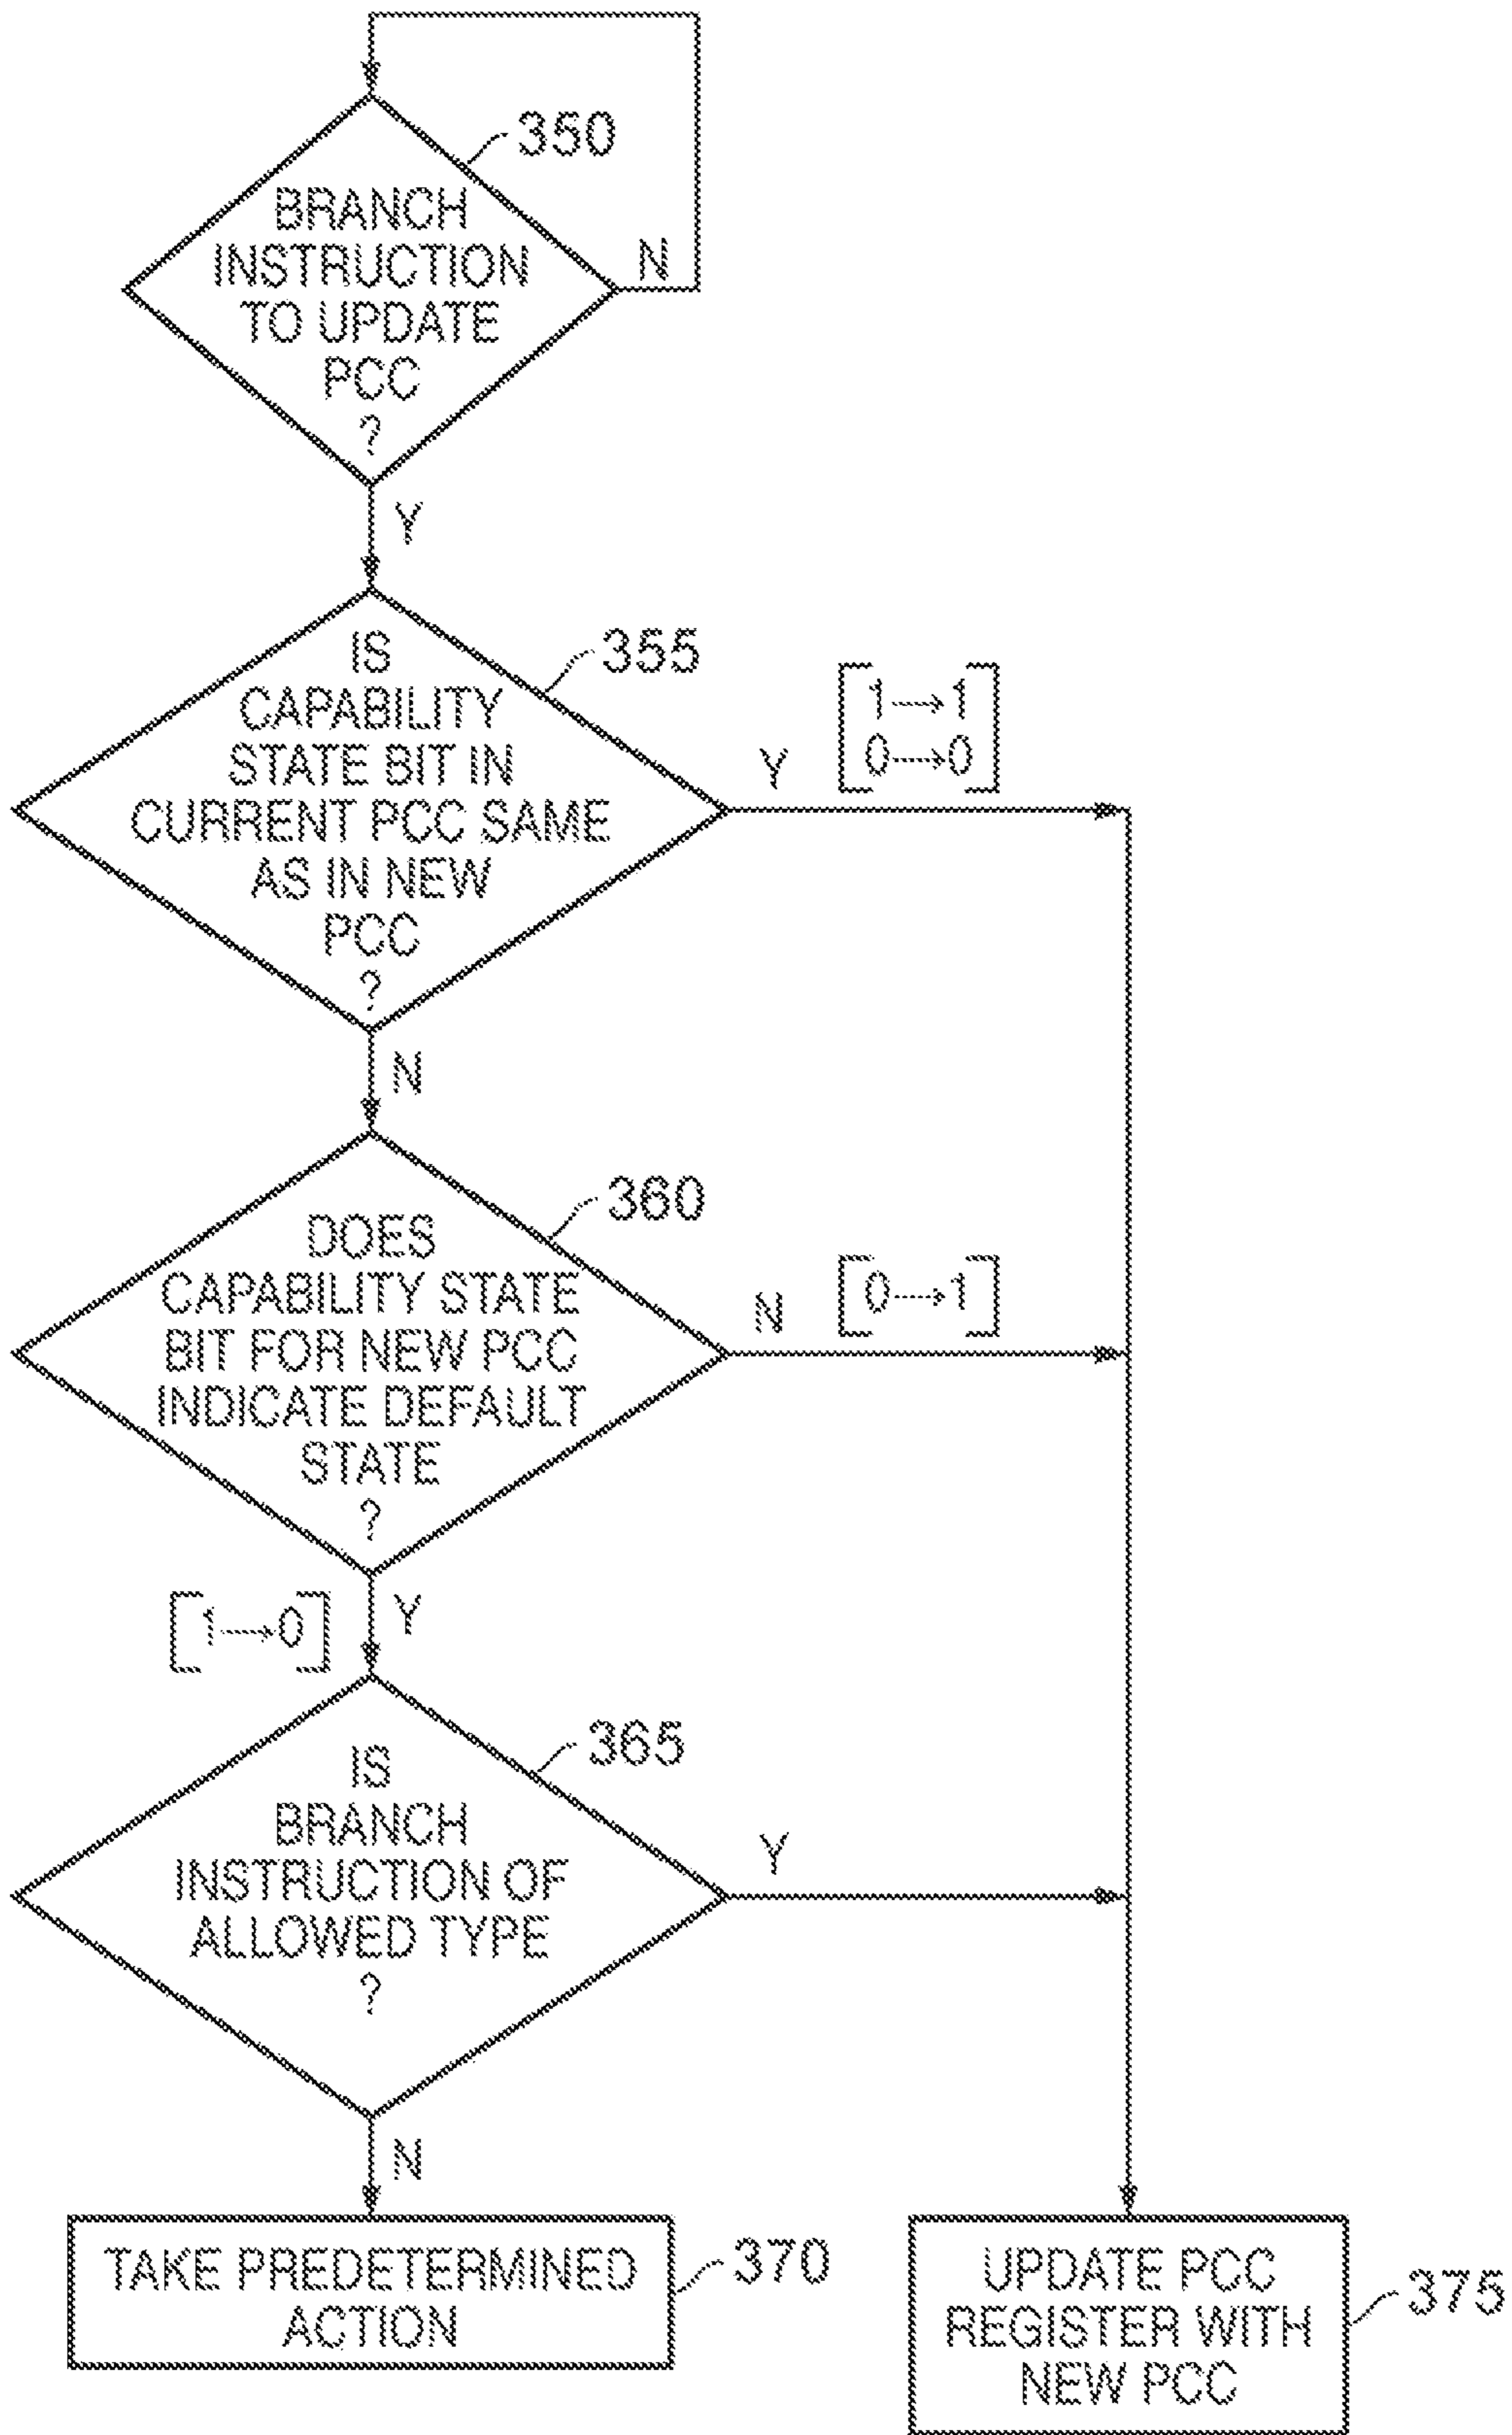 350
BRANCH
INSTRUCTION
TO UPDATE
PCC
?
N
Y
355
IS
CAPABILITY
STATE BIT IN
CURRENT PCC SAME
AS IN NEW
PCC
?
Y
[1→1
0→0]
N
360
DOES
CAPABILITY STATE
BIT FOR NEW PCC
INDICATE DEFAULT
STATE
?
N [0→1]
[1→0] Y
365
IS
BRANCH
INSTRUCTION OF
ALLOWED TYPE
?
Y
N
TAKE PREDETERMINED
ACTION
370
UPDATE PCC
REGISTER WITH
NEW PCC
375